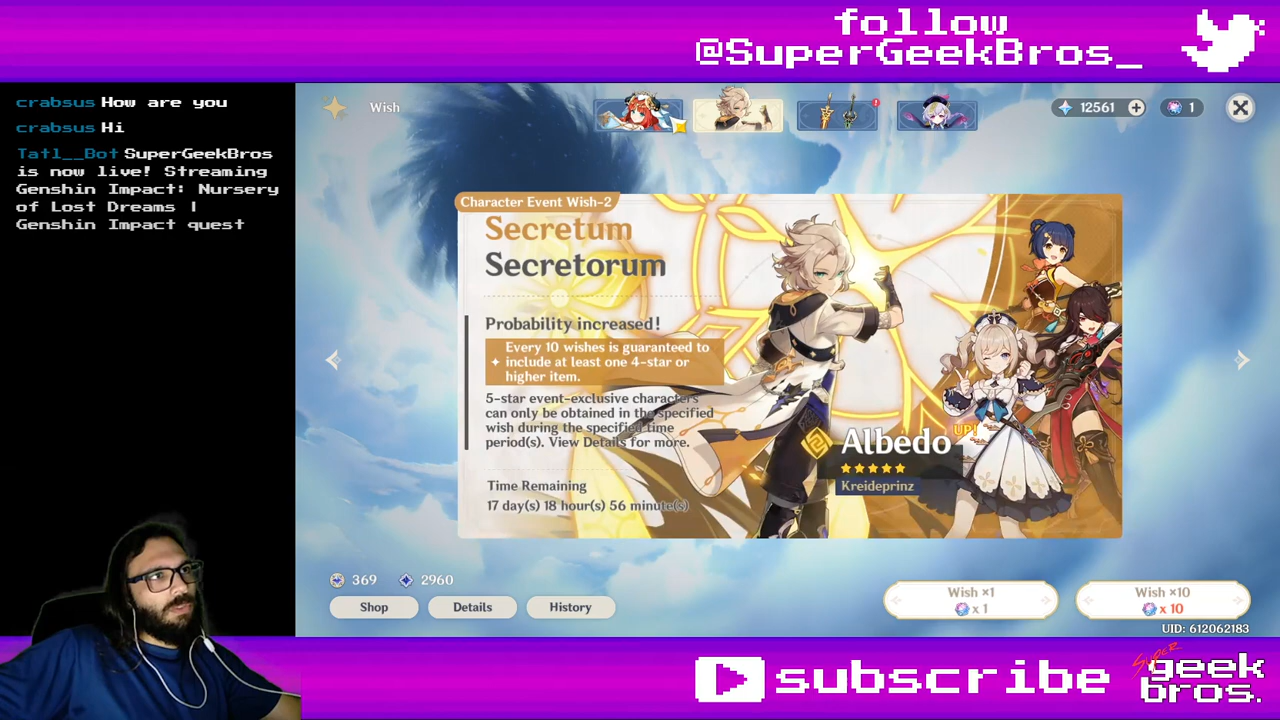 follow
@SuperGeekBros_
crabsus How are you
crabsus Hi
Tatl__Bot SuperGeekBros
is now live! Streaming
Genshin Impact: Nursery
of Lost Dreams |
Genshin Impact quest
Wish
12561
1
Character Event Wish-2
Secretum
Secretorum
Probability increased!
Every 10 wishes is guaranteed to
include at least one 4-star or
higher item.
5-star event-exclusive characters
can only be obtained in the specified
wish during the specified time
period(s). View Details for more.
Time Remaining
17 day(s) 18 hour(s) 56 minute(s)
UP!
Albedo
Kreideprinz
369
2960
Shop
Details
History
Wish ×1
x 1
Wish ×10
x 10
UID: 612062183
subscribe
SUPER
geek
bros.